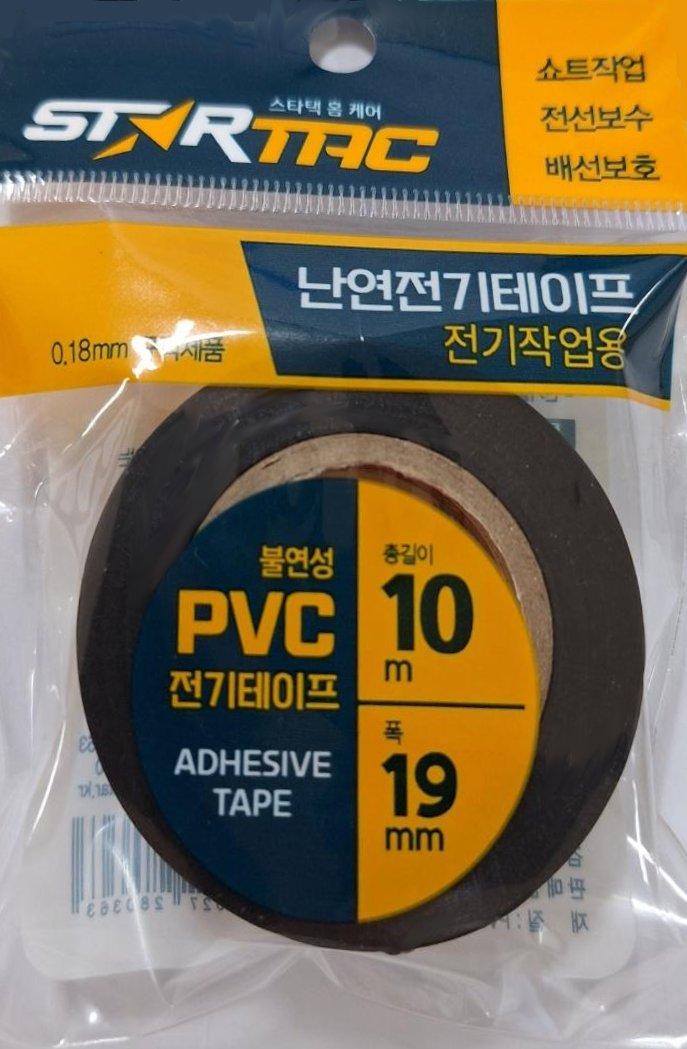 스타택 홈 케어
STARTAC
쇼트작업
전선보수
배선보호
난연전기테이프
전기작업용
0.18mm
불연성
PVC
전기테이프
ADHESIVE
TAPE
총길이
10
m
폭
19
mm